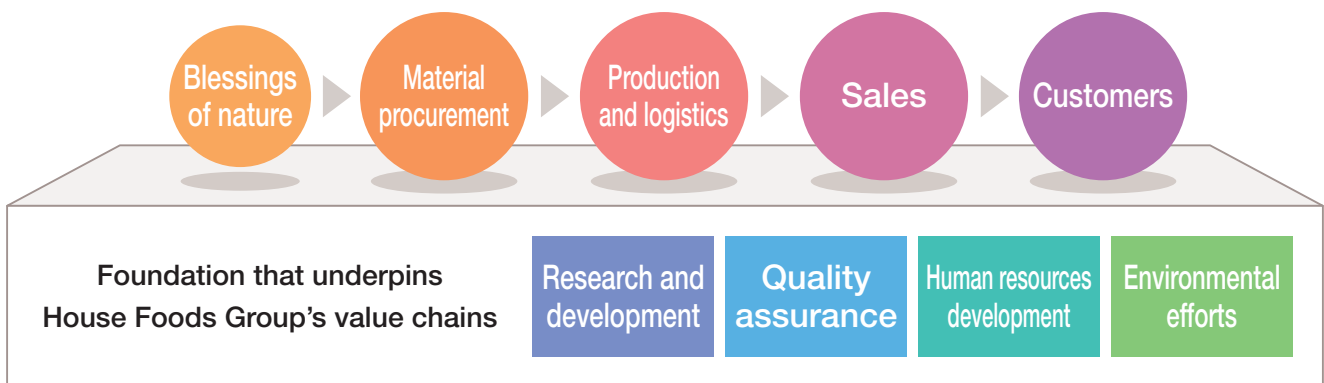 Blessings
of nature
Material
procurement
Production
and logistics
Sales
Customers
Foundation that underpins
House Foods Group’s value chains
Research and
development
Quality
assurance
Human resources
development
Environmental
efforts